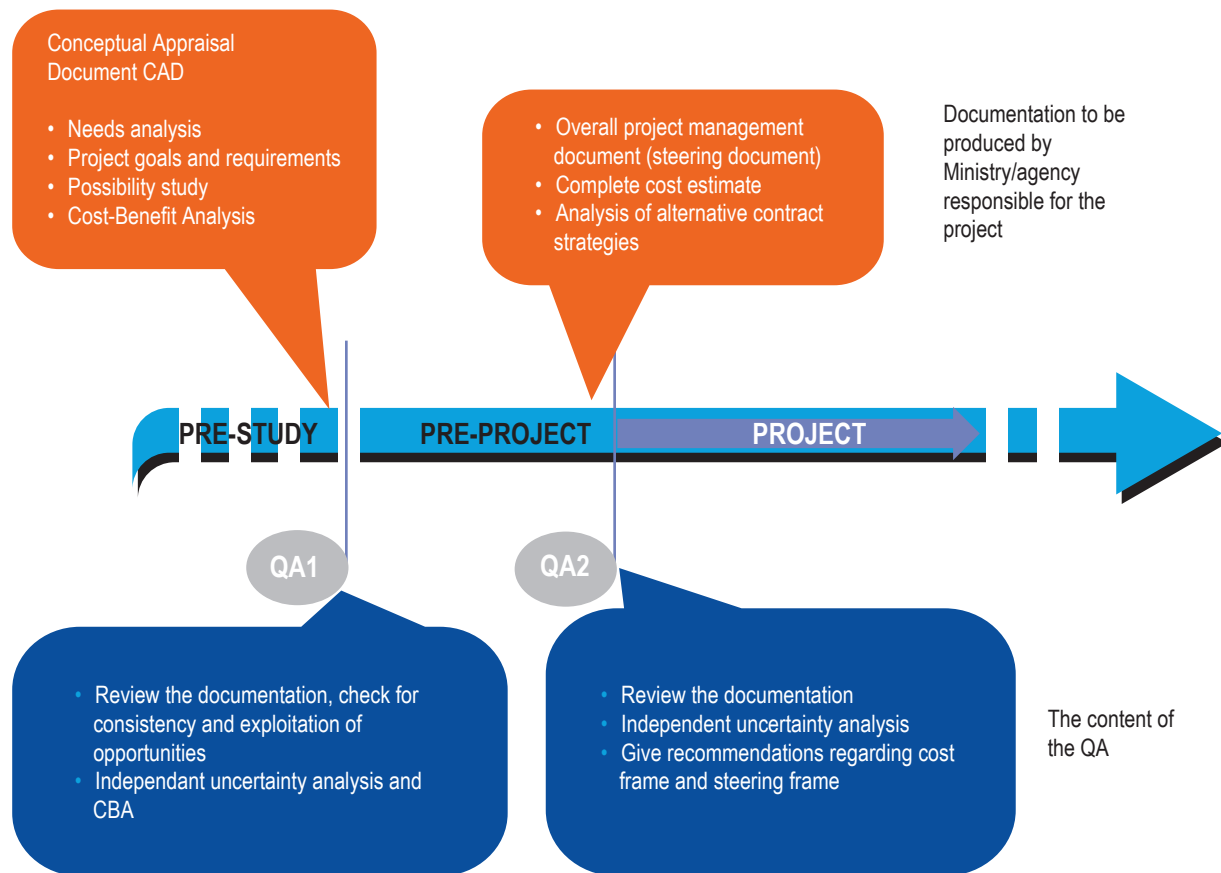 Conceptual Appraisal
Document CAD
• Needs analysis
• Project goals and requirements
• Possibility study
• Cost-Benefit Analysis
• Overall project management
document (steering document)
• Complete cost estimate
• Analysis of alternative contract
strategies
Documentation to be
produced by
Ministry/agency
responsible for the
project
PRE-STUDY
PRE-PROJECT
PROJECT
QA1
QA2
• Review the documentation, check for
consistency and exploitation of
opportunities
• Independant uncertainty analysis and
CBA
• Review the documentation
• Independent uncertainty analysis
• Give recommendations regarding cost
frame and steering frame
The content of
the QA